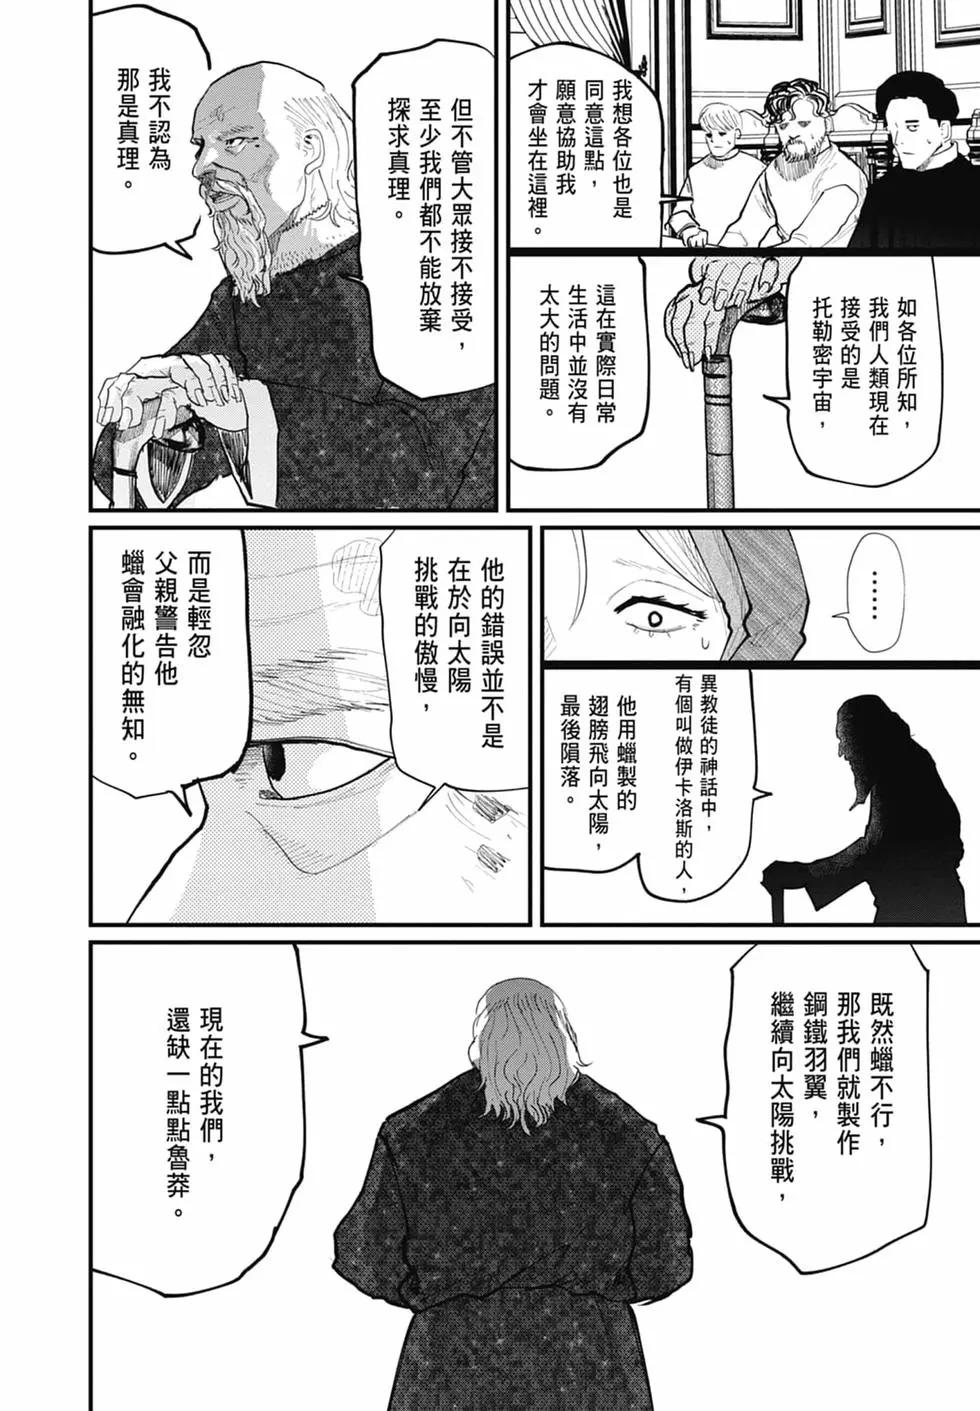 我想各位也是
同意這點，
願意協助我
才會坐在這裡。
如各位所知，
我們人類現在
接受的是
托勒密宇宙，
這在實際日常
生活中並沒有
太大的問題。
但不管大眾接不接受，
至少我們都不能放棄
探求真理。
我不認為
那是真理。
……
異教徒的神話中，
有個叫做伊卡洛斯的人，
他用蠟製的
翅膀飛向太陽，
最後隕落。
他的錯誤並不是
在於向太陽
挑戰的傲慢，
而是輕忽
父親警告他
蠟會融化的無知。
既然蠟不行，
那我們就製作
鋼鐵羽翼，
繼續向太陽挑戰，
現在的我們，
還缺一點點魯莽。